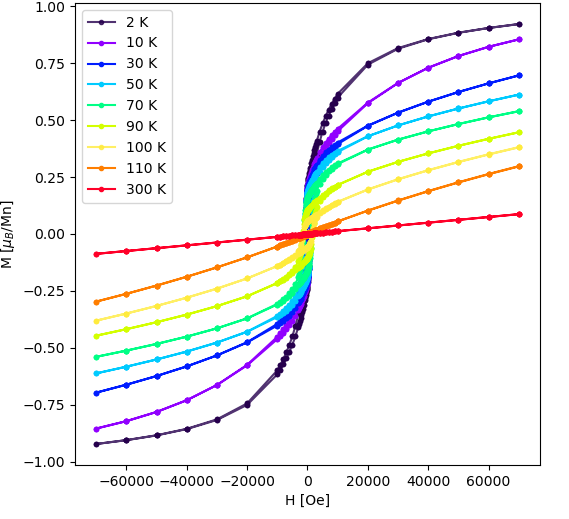 1.00
0.75
0.50
0.25
0.00
−0.25
−0.50
−0.75
−1.00
M [μB/Mn]
2 K
10 K
30 K
50 K
70 K
90 K
100 K
110 K
300 K
−60000 −40000 −20000 0 20000 40000 60000
H [Oe]